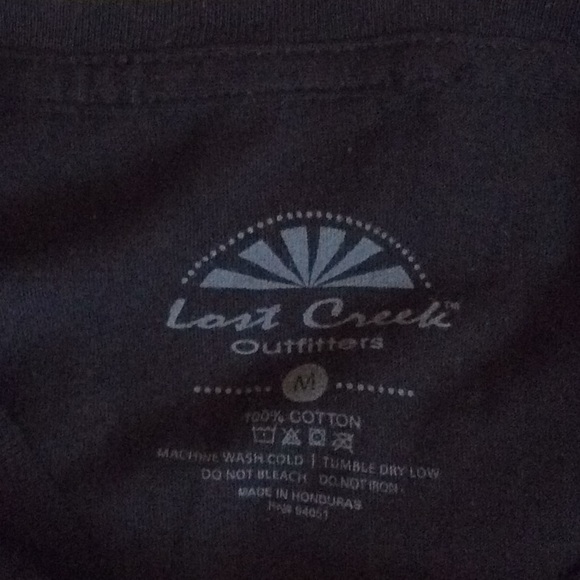 Lost Creek™
Outfitters
M
100% COTTON
MACHINE WASH COLD | TUMBLE DRY LOW
DO NOT BLEACH DO NOT IRON
MADE IN HONDURAS
94051